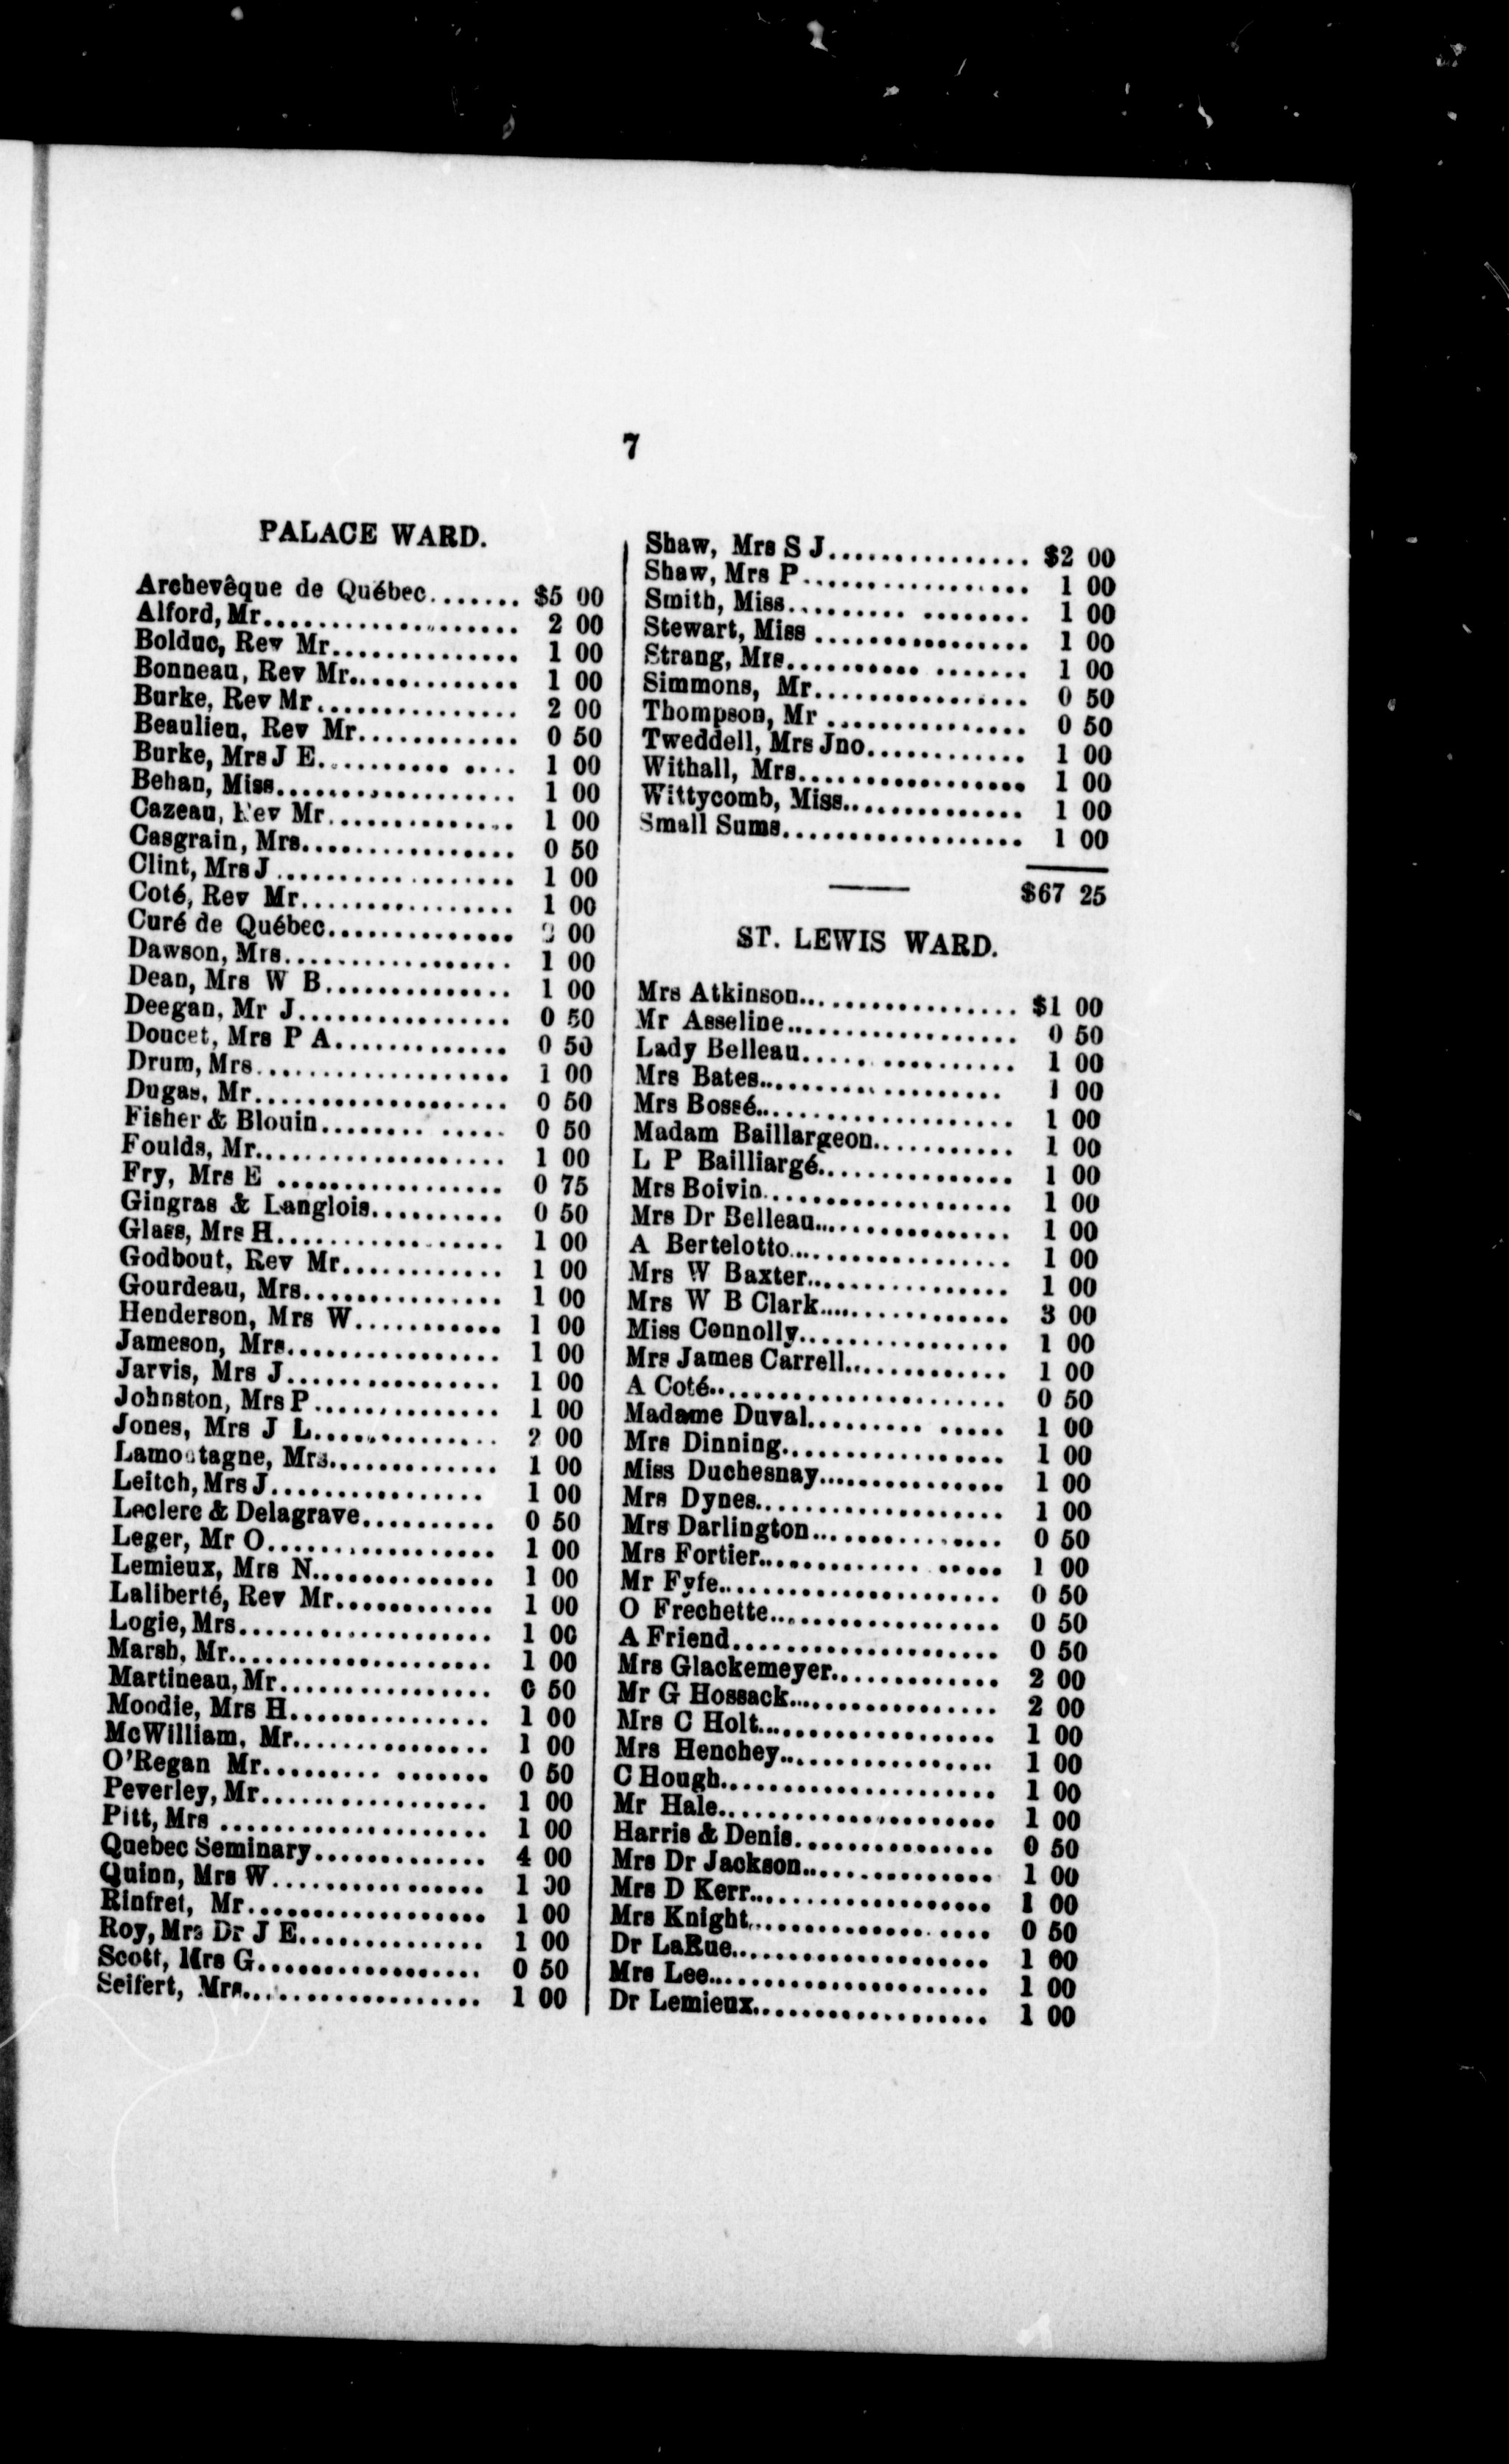 7
PALACE WARD.
Archevêque de Québec....... $5 00
Alford, Mr................... 2 00
Bolduc, Rev Mr.............. 1 00
Bonneau, Rev Mr............. 1 00
Burke, Rev Mr............... 2 00
Beaulieu, Rev Mr............ 0 50
Burke, Mrs J E.......... .... 1 00
Behan, Miss.................. 1 00
Cazeau, Rev Mr.............. 1 00
Casgrain, Mrs................ 0 50
Clint, Mrs J .................. 1 00
Coté, Rev Mr................ 1 00
Curé de Québec.............. 00
Dawson, Mrs................. 1 00
Dean, Mrs W B.............. 1 00
Deegan, Mr J................ 0 50
Doucet, Mrs P A............. 0 50
Drum, Mrs................... 1 00
Dugas, Mr................... 0 50
Fisher & Blouin........ ..... 0 50
Foulds, Mr................... 1 00
Fry, Mrs E ................. 0 75
Gingras & Langlois.......... 0 50
Glass, Mrs H................. 1 00
Godbout, Rev Mr............ 1 00
Gourdeau, Mrs............... 1 00
Henderson, Mrs W........... 1 00
Jameson, Mrs................ 1 00
Jarvis, Mrs J................ 1 00
Johnston, Mrs P.............. 1 00
Jones, Mrs J L.............. 2 00
Lamontagne, Mrs............. 1 00
Leitch, Mrs J................ 1 00
Leclerc & Delagrave.......... 0 50
Leger, Mr O................. 1 00
Lemieux, Mrs N.............. 1 00
Laliberté, Rev Mr............ 1 00
Logie, Mrs................... 1 00
Marsh, Mr.................... 1 00
Martineau, Mr................ 0 50
Moodie, Mrs H............... 1 00
McWilliam, Mr............... 1 00
O'Regan Mr......... ....... 0 50
Peverley, Mr................. 1 00
Pitt, Mrs .................... 1 00
Quebec Seminary............. 4 00
Quinn, Mrs W................ 1 00
Rinfret, Mr.................. 1 00
Roy, Mrs Dr J E.............. 1 00
Scott, Mrs G................. 0 50
Seifert, Mrs.................. 1 00
Shaw, Mrs S J............... $2 00
Shaw, Mrs P................. 1 00
Smith, Miss......... ........ 1 00
Stewart, Miss ................ 1 00
Strang, Mrs.......... ....... 1 00
Simmons, Mr................ 0 50
Thompson, Mr ............... 0 50
Tweddell, Mrs Jno............ 1 00
Withall, Mrs................. 1 00
Wittycomb, Miss.............. 1 00
Small Sums.................. 1 00
$67 25
ST. LEWIS WARD.
Mrs Atkinson................. $1 00
Mr Asseline.................. 0 50
Lady Belleau................ 1 00
Mrs Bates.................. 1 00
Mrs Bossé.................... 1 00
Madam Baillargeon........... 1 00
L P Bailliargé............... 1 00
Mrs Boivin................... 1 00
Mrs Dr Belleau............... 1 00
A Bertelotto................. 1 00
Mrs W Baxter................ 1 00
Mrs W B Clark............... 3 00
Miss Connolly................ 1 00
Mrs James Carrell............. 1 00
A Coté....................... 0 50
Madame Duval......... ..... 1 00
Mrs Dinning................. 1 00
Miss Duchesnay.............. 1 00
Mrs Dynes................... 1 00
Mrs Darlington............... 0 50
Mrs Fortier............. ..... 1 00
Mr Fyfe...................... 0 50
O Frechette.................. 0 50
A Friend.................... 0 50
Mrs Glackemeyer............. 2 00
Mr G Hossack................ 2 00
Mrs C Holt.................. 1 00
Mrs Henchey................. 1 00
C Hough..................... 1 00
Mr Hale..................... 1 00
Harris & Denis............... 0 50
Mrs Dr Jackson............... 1 00
Mrs D Kerr................... 1 00
Mrs Knight.............. .... 0 50
Dr LaRue.................... 1 00
Mrs Lee...................... 1 00
Dr Lemieux.................. 1 00